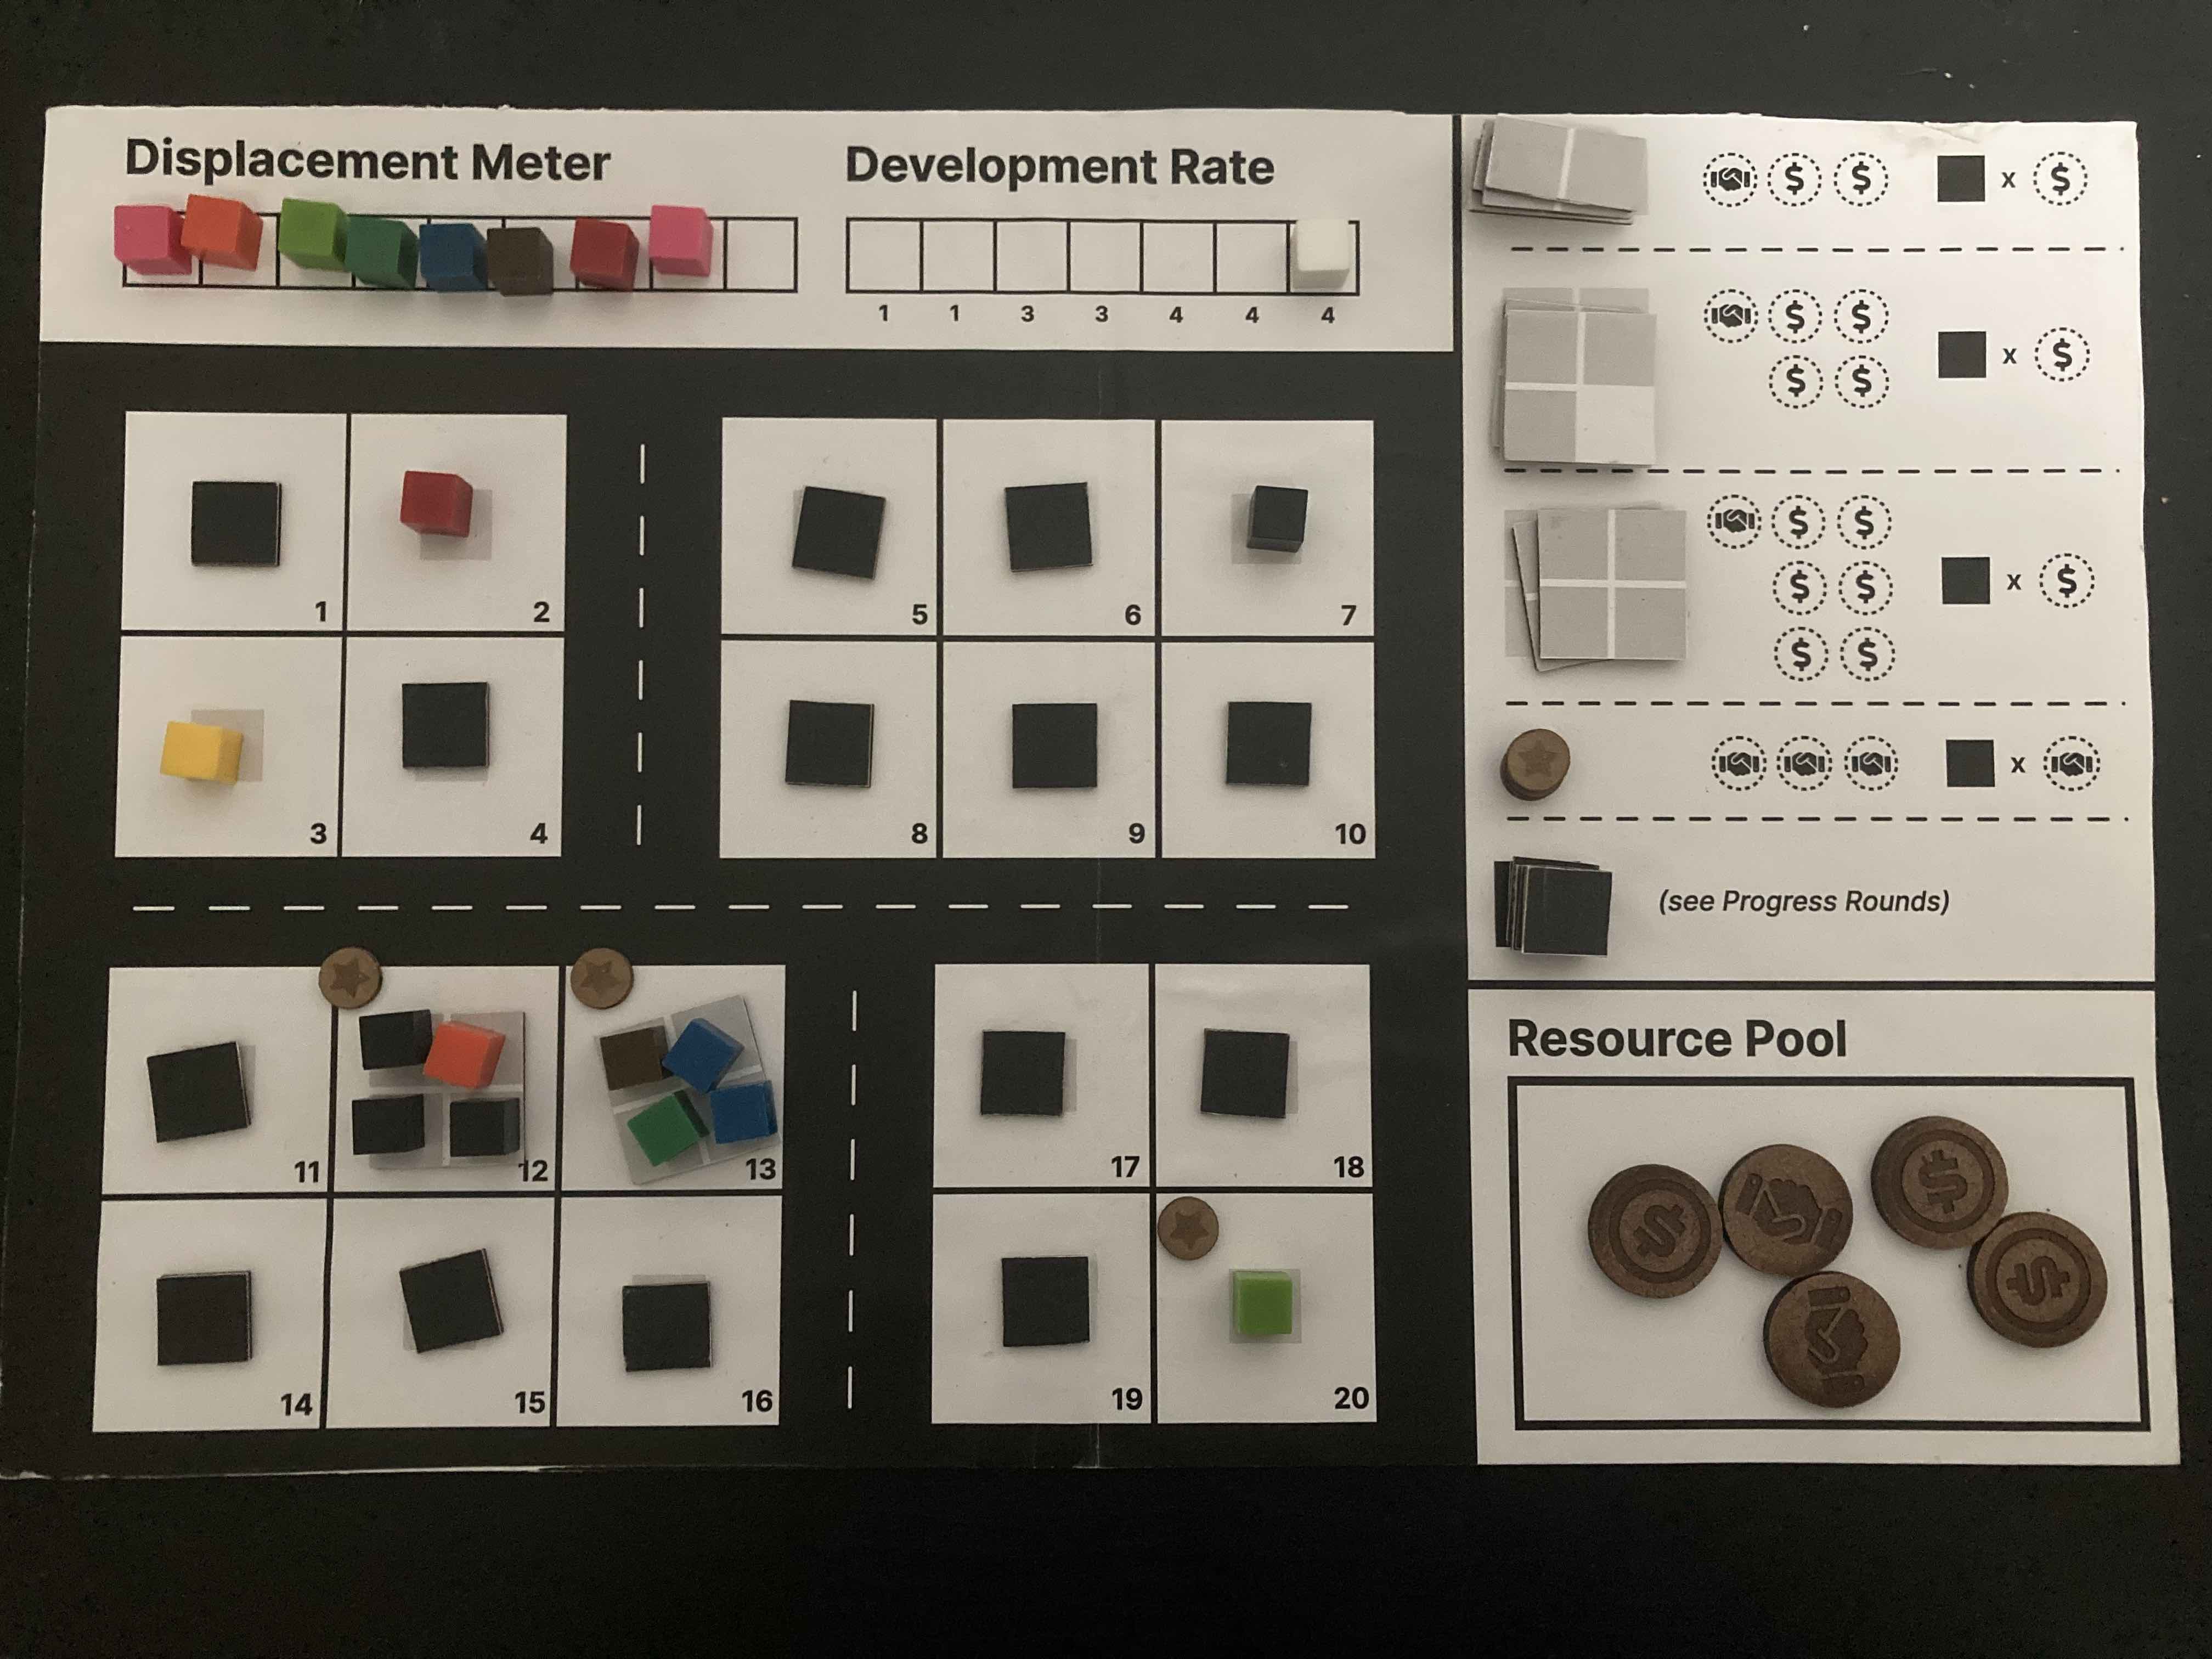 Displacement Meter
Development Rate
1 1 3 3 4 4 4
$ $ x $
$ $ x $
$ $
$ $ x $
$ $
$ $
x
(see Progress Rounds)
1 2
3 4
5 6 7
8 9 10
11 12 13
14 15 16
17 18
19 20
Resource Pool
$ $ $